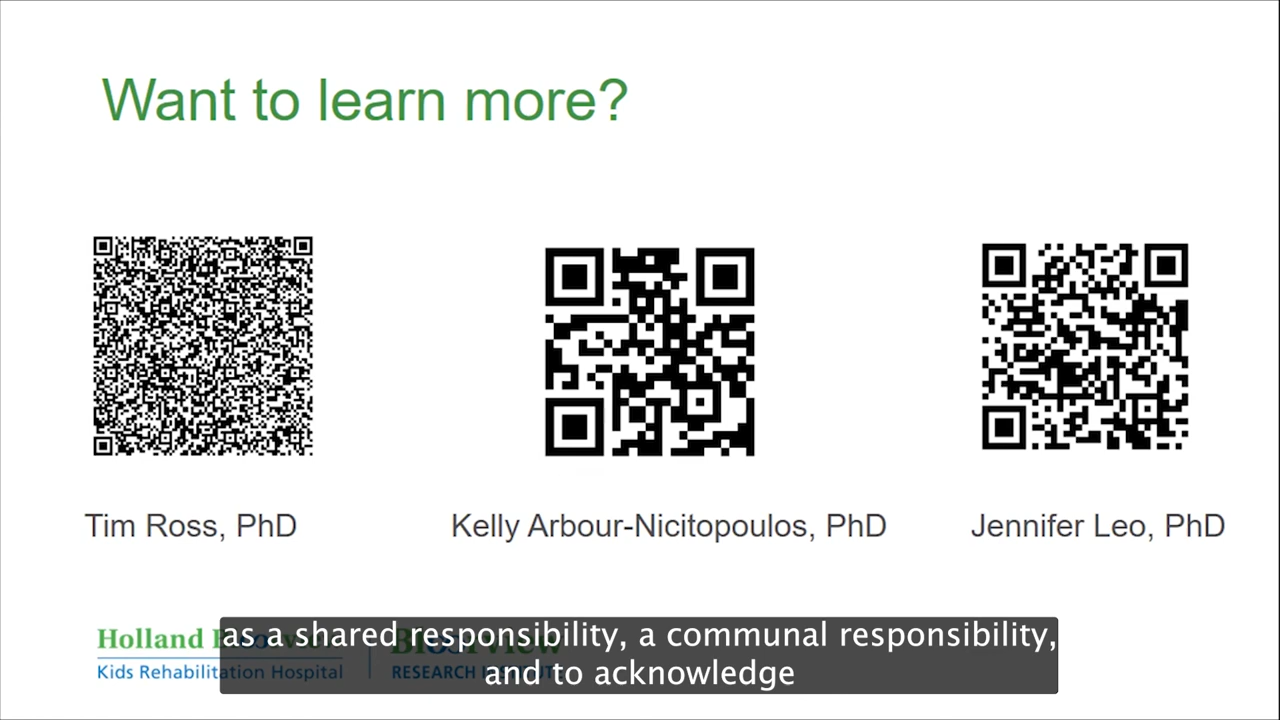 Want to learn more?
Tim Ross, PhD
Kelly Arbour-Nicitopoulos, PhD
Jennifer Leo, PhD
Holland
Kids Rehabilitation Hospital
RESEARCH
as a shared responsibility, a communal responsibility,
and to acknowledge